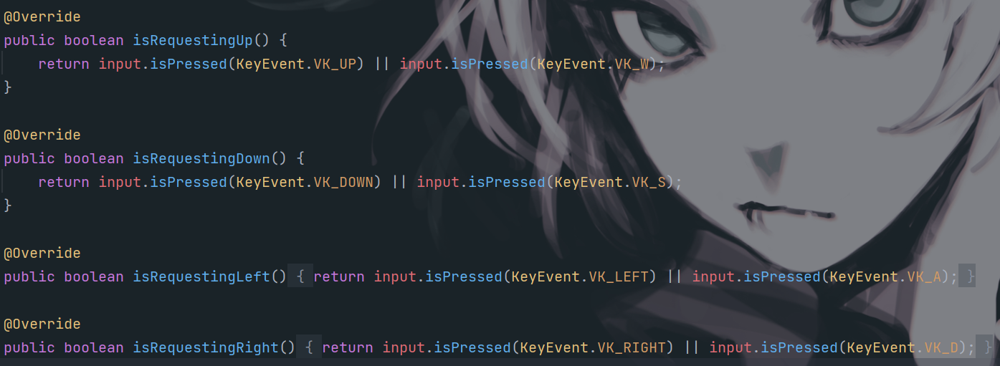 @Override
public boolean isRequestingUp() {
    return input.isPressed(KeyEvent.VK_UP) || input.isPressed(KeyEvent.VK_W);
}
@Override
public boolean isRequestingDown() {
    return input.isPressed(KeyEvent.VK_DOWN) || input.isPressed(KeyEvent.VK_S);
}
@Override
public boolean isRequestingLeft() { return input.isPressed(KeyEvent.VK_LEFT) || input.isPressed(KeyEvent.VK_A); }
@Override
public boolean isRequestingRight() { return input.isPressed(KeyEvent.VK_RIGHT) || input.isPressed(KeyEvent.VK_D); }